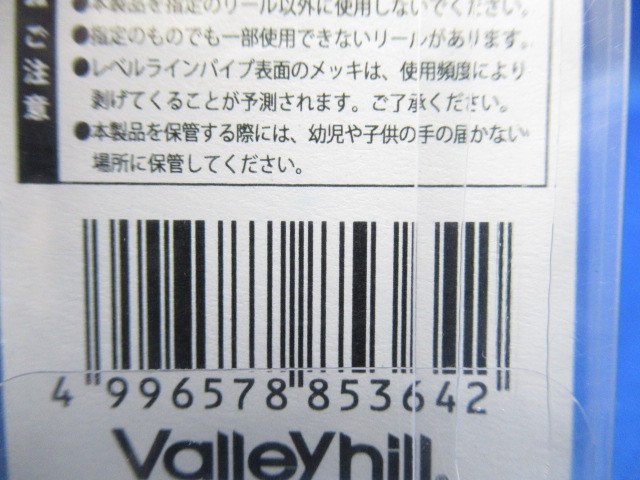 ●本製品を指定のリール以外に使用しないでください。
●指定のものでも一部使用できないリールがあります。
●レベルラインパイプ表面のメッキは、使用頻度により
剥げてくることが予測されます。ご了承ください。
●本製品を保管する際には、幼児や子供の手の届かない
場所に保管してください。
ご注意
4 996578 853642
Valleyhill